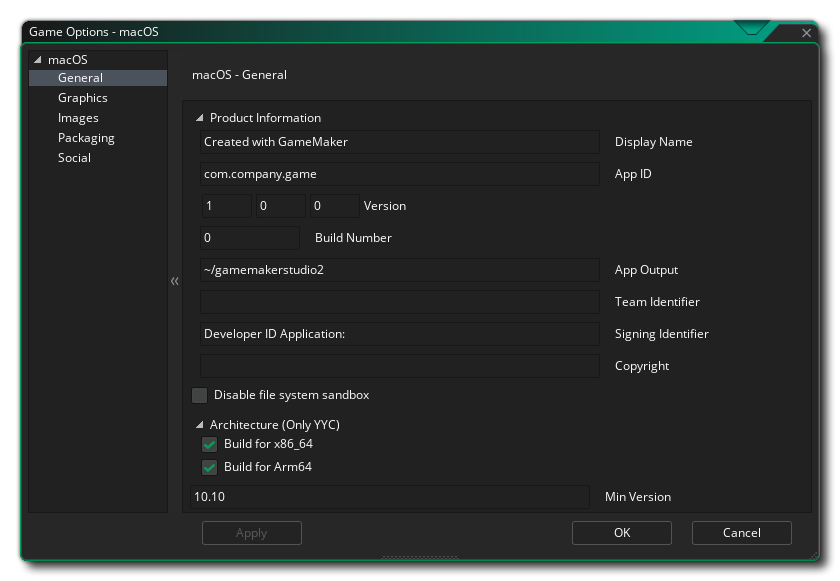 Game Options - macOS
macOS
General
Graphics
Images
Packaging
Social
macOS - General
Product Information
Created with GameMaker Display Name
com.company.game App ID
1 0 0 Version
0 Build Number
~/gamemakerstudio2 App Output
Team Identifier
Developer ID Application: Signing Identifier
Copyright
Disable file system sandbox
Architecture (Only YYC)
Build for x86_64
Build for Arm64
10.10 Min Version
Apply OK Cancel